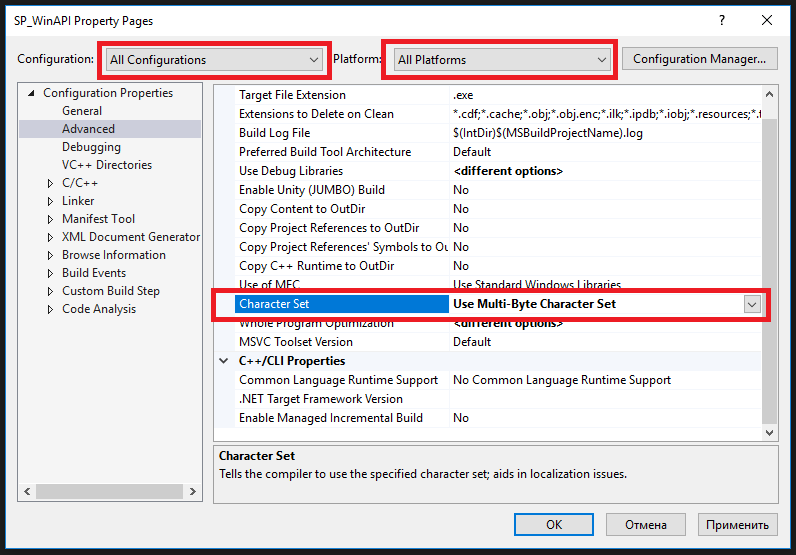 SP_WinAPI Property Pages
Configuration: All Configurations Platform: All Platforms Configuration Manager...
Configuration Properties
General
Advanced
Debugging
VC++ Directories
C/C++
Linker
Manifest Tool
XML Document Generator
Browse Information
Build Events
Custom Build Step
Code Analysis
Target File Extension .exe
Extensions to Delete on Clean *.cdf;*.cache;*.obj;*.obj.enc;*.ilk;*.ipdb;*.iobj;*.resources;*.t
Build Log File $(IntDir)$(MSBuildProjectName).log
Preferred Build Tool Architecture Default
Use Debug Libraries <different options>
Enable Unity (JUMBO) Build No
Copy Content to OutDir No
Copy Project References to OutDir No
Copy Project References' Symbols to Ou No
Copy C++ Runtime to OutDir No
Use of MFC Use Standard Windows Libraries
Character Set Use Multi-Byte Character Set
Whole Program Optimization <different options>
MSVC Toolset Version Default
C++/CLI Properties
Common Language Runtime Support No Common Language Runtime Support
.NET Target Framework Version
Enable Managed Incremental Build No
Character Set
Tells the compiler to use the specified character set; aids in localization issues.
OK Отмена Применить